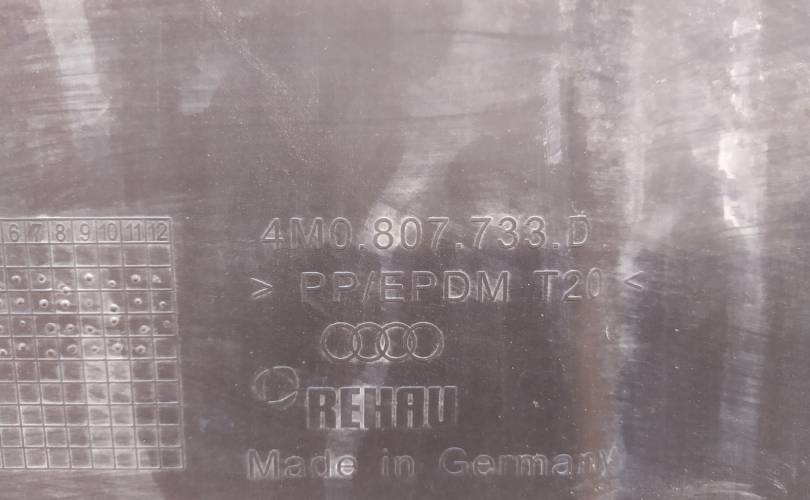 6 7 8 9 10 11 12
4M0.807.733.D
> PP/EPDM T20 <
REHAU
Made in Germany